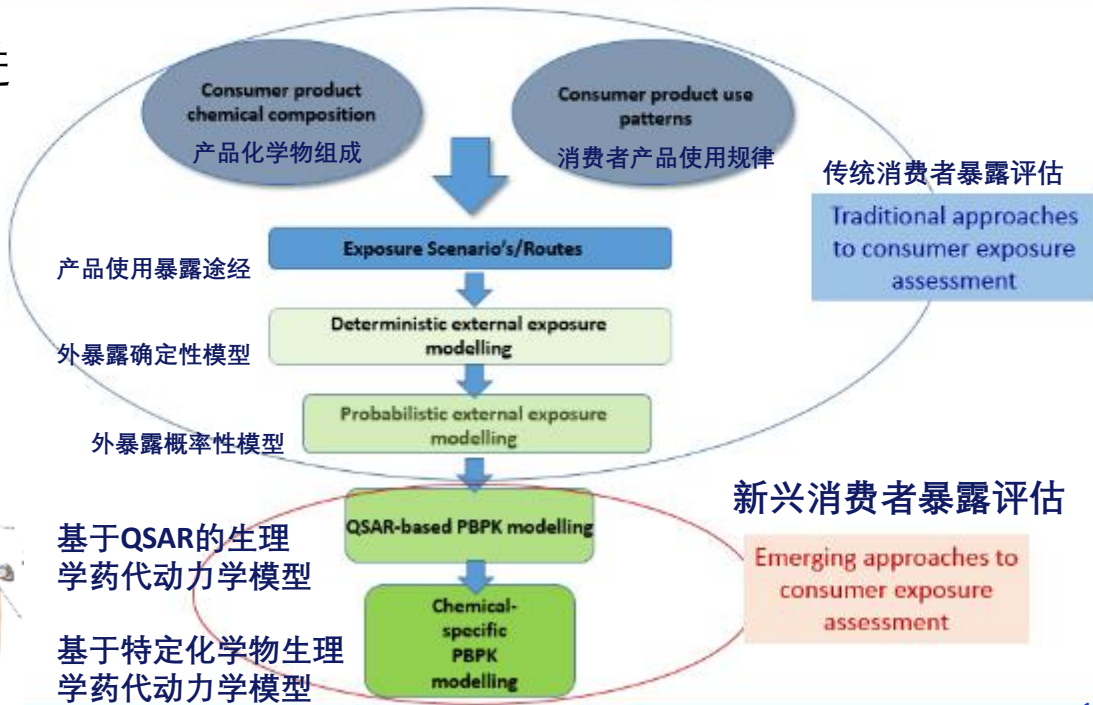 Consumer product
chemical composition
产品化学物组成
Consumer product use
patterns
消费者产品使用规律
传统消费者暴露评估
Traditional approaches
to consumer exposure
assessment
产品使用暴露途经
Exposure Scenario's/Routes
外暴露确定性模型
Deterministic external exposure
modelling
外暴露概率性模型
Probabilistic external exposure
modelling
新兴消费者暴露评估
Emerging approaches to
consumer exposure
assessment
基于QSAR的生理
学药代动力学模型
QSAR-based PBPK modelling
基于特定化学物生理
学药代动力学模型
Chemical-
specific
PBPK
modelling